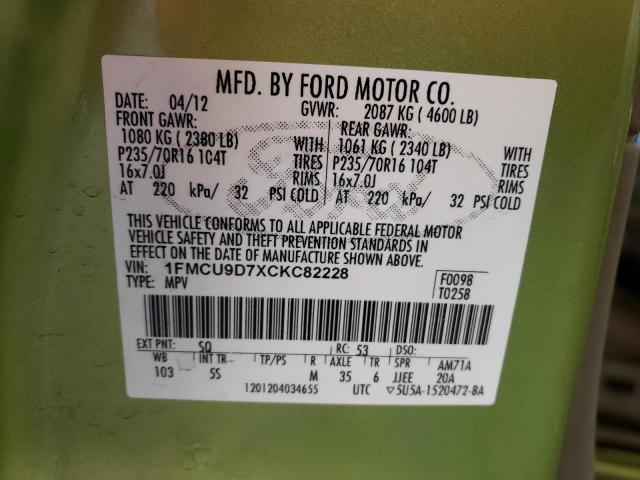 MFD. BY FORD MOTOR CO.
DATE: 04/12 GVWR: 2087 KG ( 4600 LB)
FRONT GAWR: REAR GAWR:
1080 KG ( 2380 LB) WITH 1061 KG ( 2340 LB) WITH
P235/70R16 104T TIRES P235/70R16 104T TIRES
16x7.0J RIMS 16x7.0J RIMS
AT 220 kPa/ 32 PSI COLD AT 220 kPa/ 32 PSI COLD
Ford
THIS VEHICLE CONFORMS TO ALL APPLICABLE FEDERAL MOTOR
VEHICLE SAFETY AND THEFT PREVENTION STANDARDS IN
EFFECT ON THE DATE OF MANUFACTURE SHOWN ABOVE.
VIN: 1FMCU9D7XCKC82228 F0098
TYPE: MPV T0258
EXT PNT: SQ RC: 53 DSO:
WB INT TR TP/PS R AXLE TR SPR AM71A
103 5S M 35 6 JJEE 20A
1201204034655 UTC ▽5U5A-1520472-BA